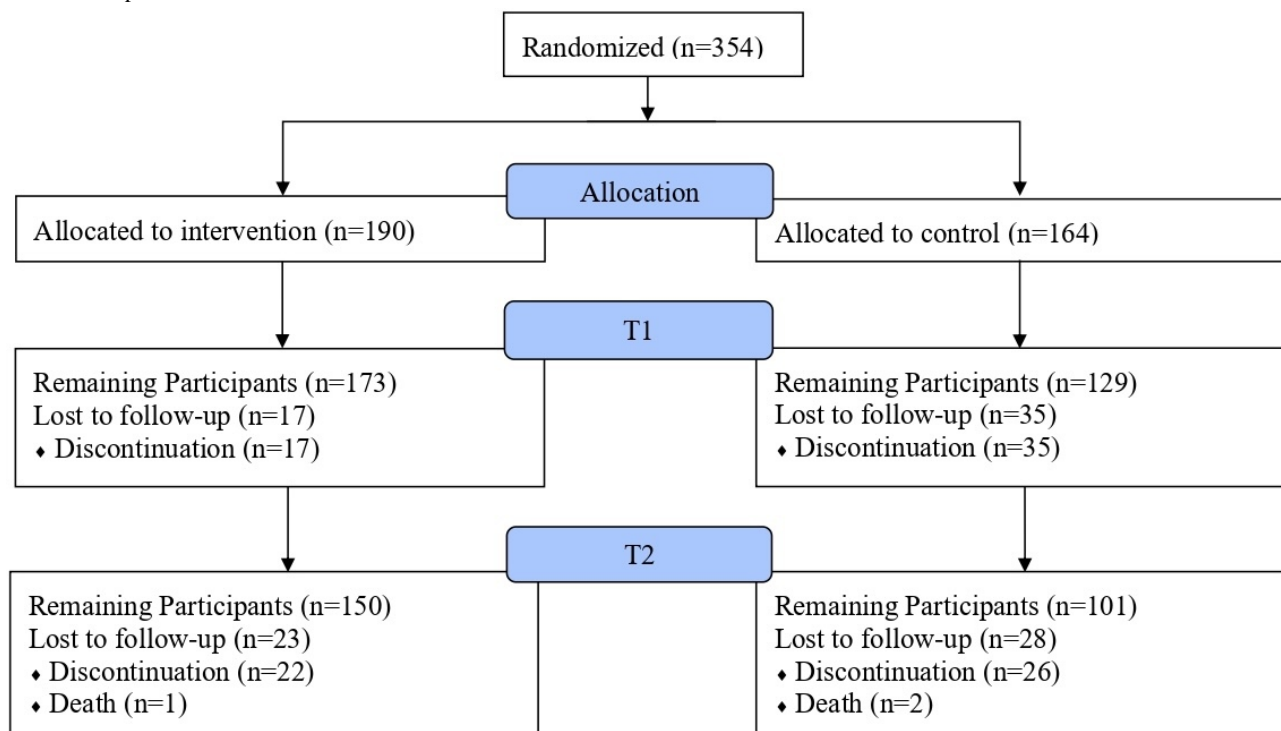 Randomized (n=354)
Allocation
Allocated to intervention (n=190)
Allocated to control (n=164)
T1
Remaining Participants (n=173)
Lost to follow-up (n=17)
♦ Discontinuation (n=17)
Remaining Participants (n=129)
Lost to follow-up (n=35)
♦ Discontinuation (n=35)
T2
Remaining Participants (n=150)
Lost to follow-up (n=23)
♦ Discontinuation (n=22)
♦ Death (n=1)
Remaining Participants (n=101)
Lost to follow-up (n=28)
♦ Discontinuation (n=26)
♦ Death (n=2)